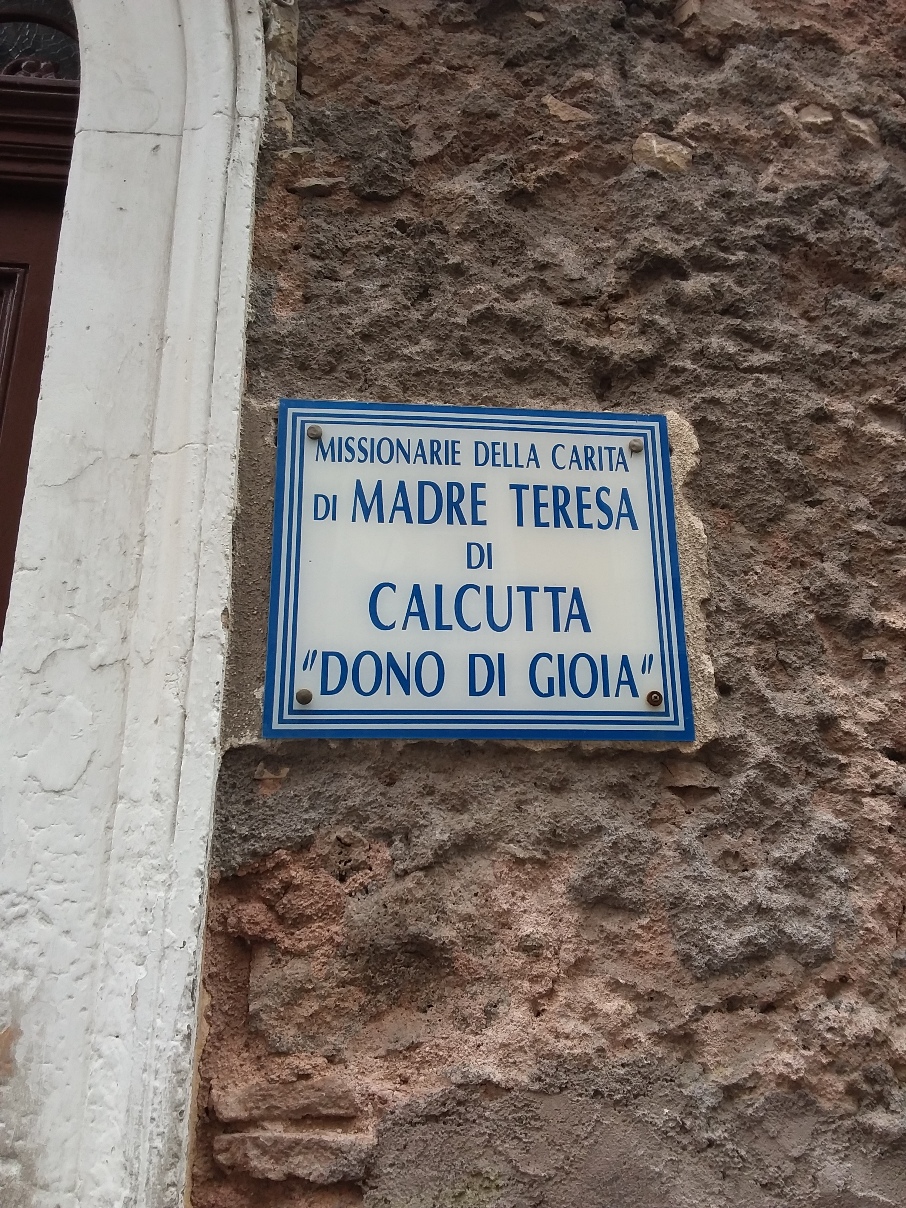 MISSIONARIE DELLA CARITA'
DI MADRE TERESA
DI
CALCUTTA
"DONO DI GIOIA"